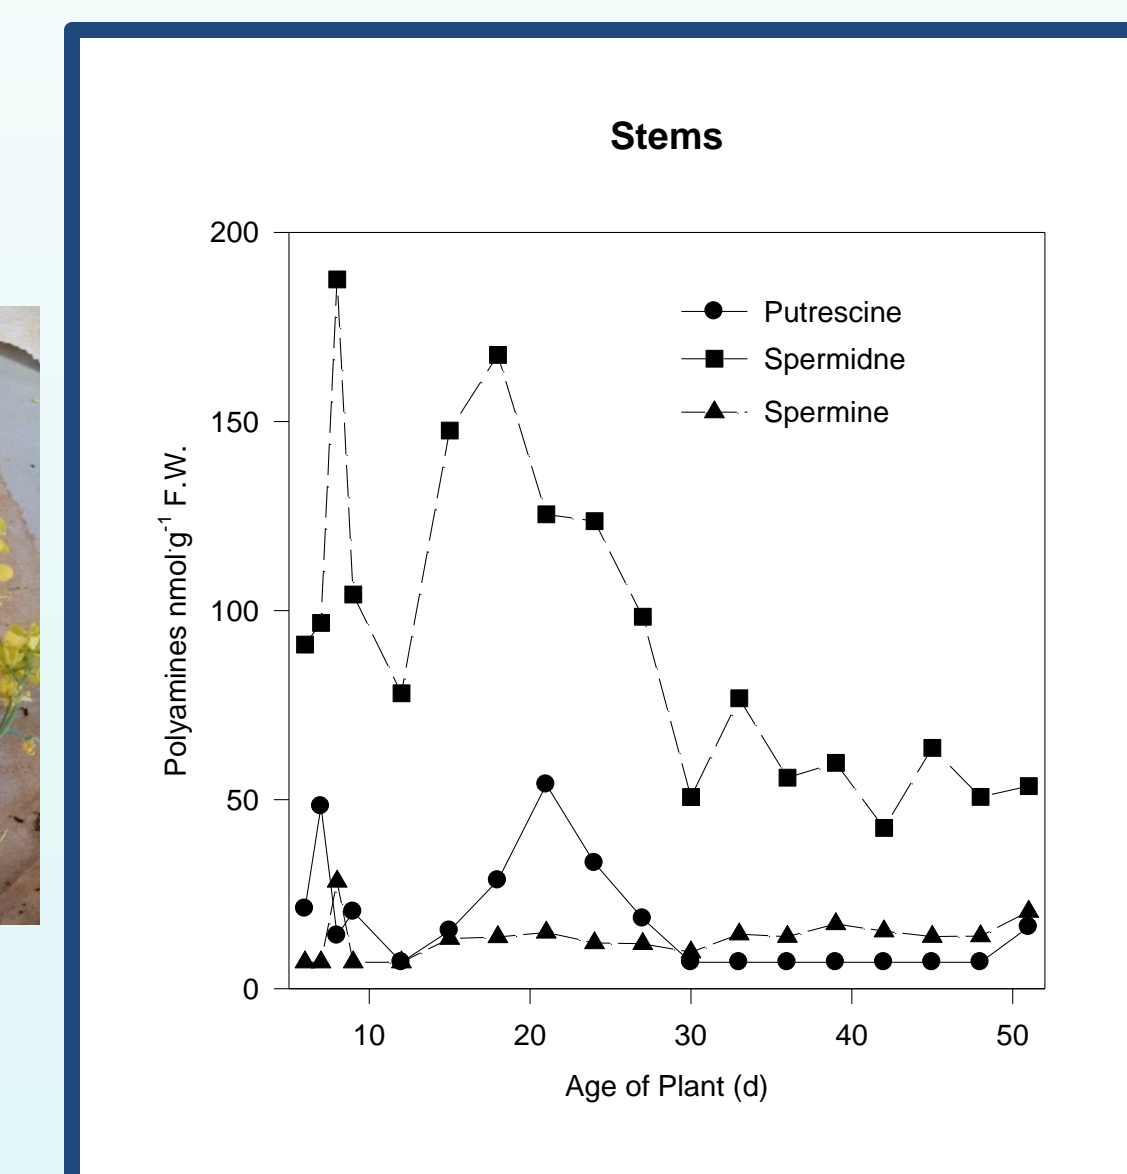 Stems
200
150
100
50
0
Polyamines nmol·g⁻¹ F.W.
Putrescine
Spermidne
Spermine
10 20 30 40 50
Age of Plant (d)